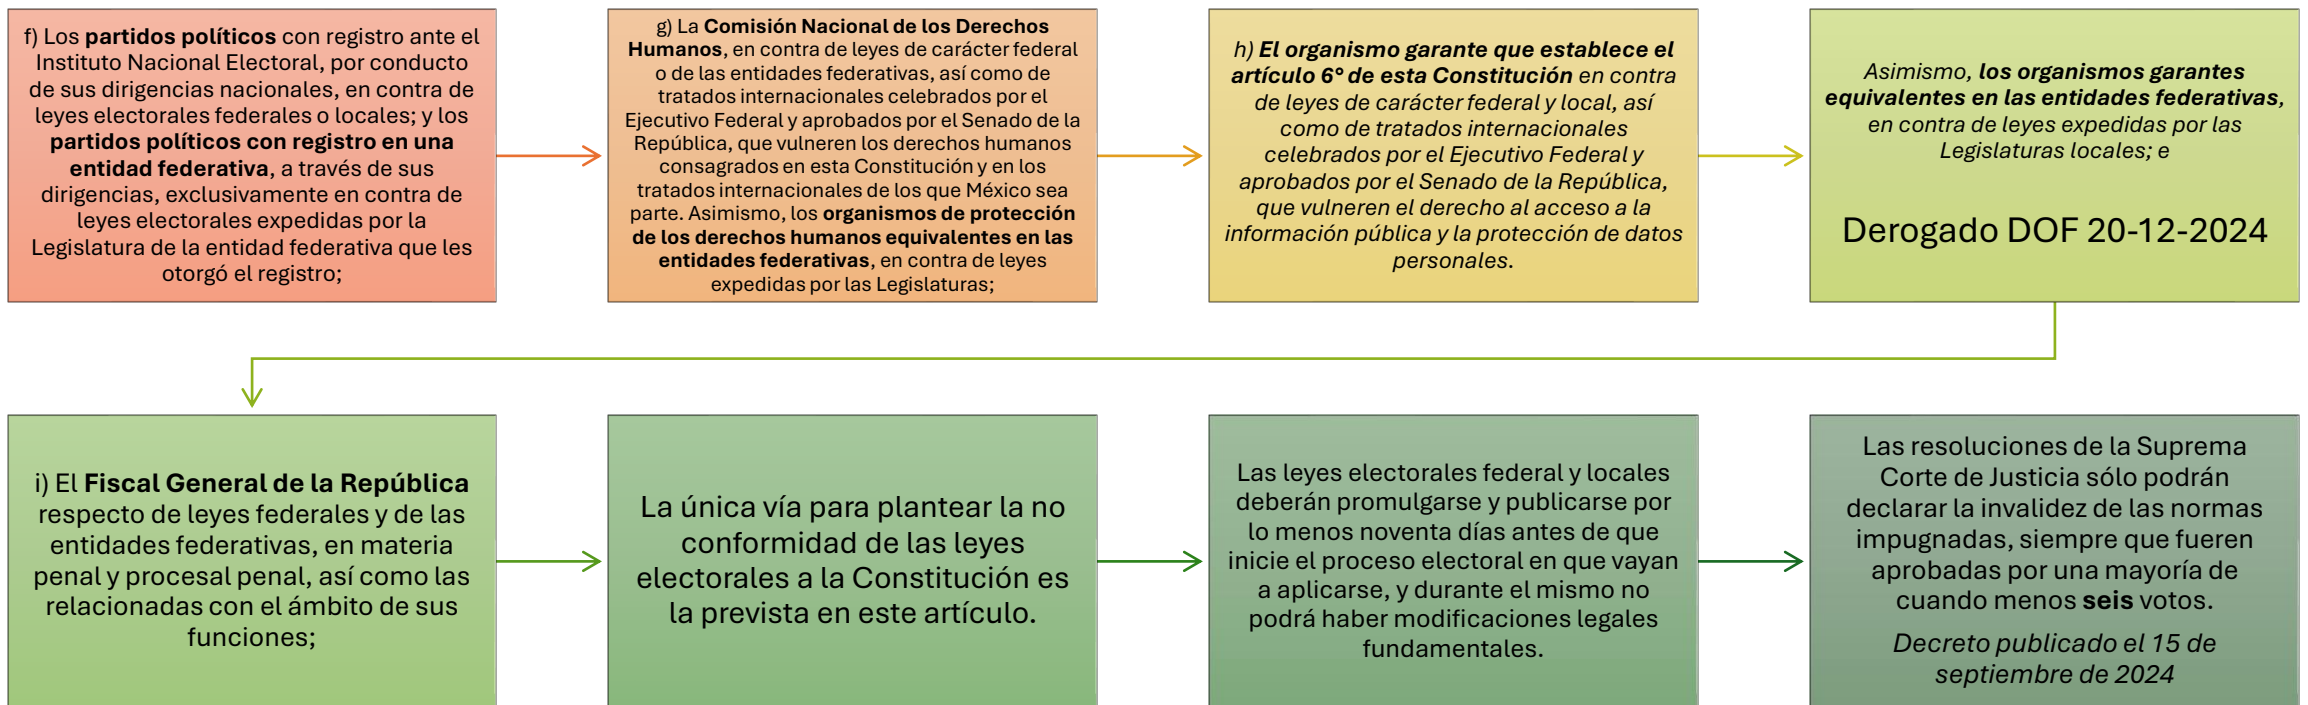 f) Los partidos políticos con registro ante el
Instituto Nacional Electoral, por conducto
de sus dirigencias nacionales, en contra de
leyes electorales federales o locales; y los
partidos políticos con registro en una
entidad federativa, a través de sus
dirigencias, exclusivamente en contra de
leyes electorales expedidas por la
Legislatura de la entidad federativa que les
otorgó el registro;
g) La Comisión Nacional de los Derechos
Humanos, en contra de leyes de carácter federal
o de las entidades federativas, así como de
tratados internacionales celebrados por el
Ejecutivo Federal y aprobados por el Senado de la
República, que vulneren los derechos humanos
consagrados en esta Constitución y en los
tratados internacionales de los que México sea
parte. Asimismo, los organismos de protección
de los derechos humanos equivalentes en las
entidades federativas, en contra de leyes
expedidas por las Legislaturas;
h) El organismo garante que establece el
artículo 6° de esta Constitución en contra
de leyes de carácter federal y local, así
como de tratados internacionales
celebrados por el Ejecutivo Federal y
aprobados por el Senado de la República,
que vulneren el derecho al acceso a la
información pública y la protección de datos
personales.
Asimismo, los organismos garantes
equivalentes en las entidades federativas,
en contra de leyes expedidas por las
Legislaturas locales; e
Derogado DOF 20-12-2024
i) El Fiscal General de la República
respecto de leyes federales y de las
entidades federativas, en materia
penal y procesal penal, así como las
relacionadas con el ámbito de sus
funciones;
La única vía para plantear la no
conformidad de las leyes
electorales a la Constitución es
la prevista en este artículo.
Las leyes electorales federal y locales
deberán promulgarse y publicarse por
lo menos noventa días antes de que
inicie el proceso electoral en que vayan
a aplicarse, y durante el mismo no
podrá haber modificaciones legales
fundamentales.
Las resoluciones de la Suprema
Corte de Justicia sólo podrán
declarar la invalidez de las normas
impugnadas, siempre que fueren
aprobadas por una mayoría de
cuando menos seis votos.
Decreto publicado el 15 de
septiembre de 2024